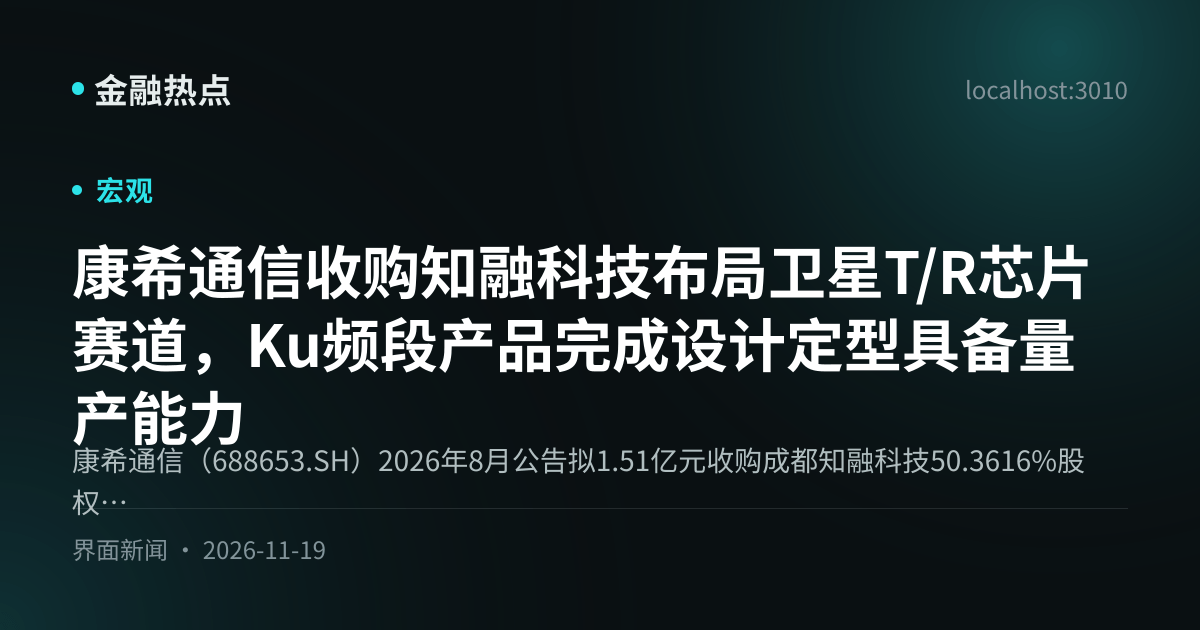 金融热点
localhost:3010
宏观
康希通信收购知融科技布局卫星T/R芯片
赛道，Ku频段产品完成设计定型具备量
产能力
康希通信（688653.SH）2026年8月公告拟1.51亿元收购成都知融科技50.3616%股
权…
界面新闻 · 2026-11-19